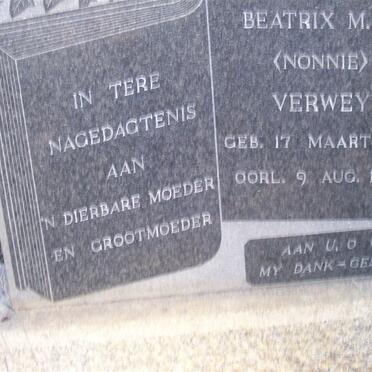 IN TERE
NAGEDAGTENIS
AAN
'N DIERBARE MOEDER
EN GROOTMOEDER
BEATRIX M.
(NONNIE)
VERWEY
GEB. 17 MAART
OORL. 9 AUG.
AAN U, O
MY DANK-